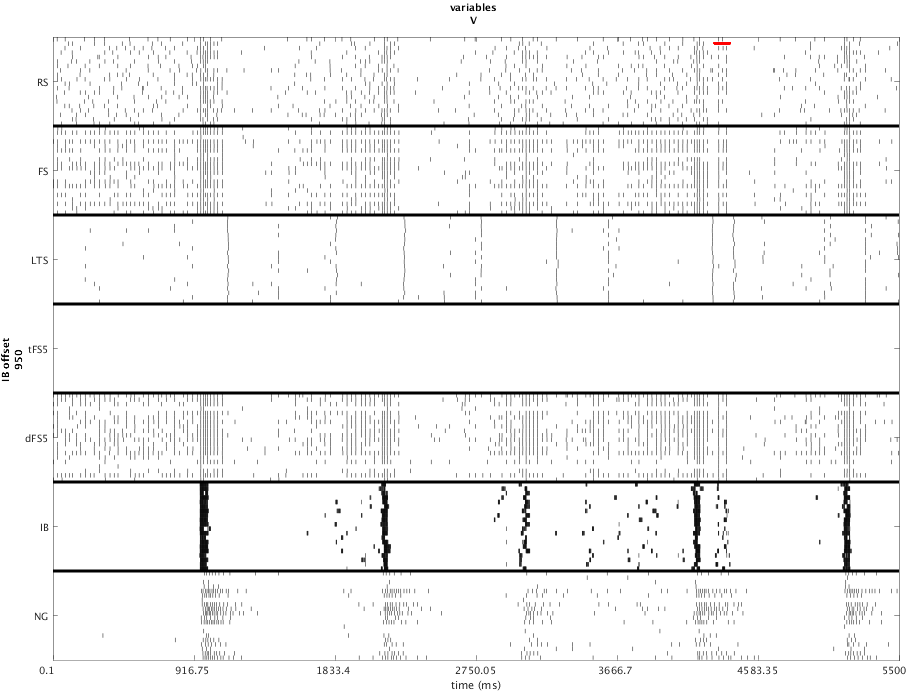 variables
V
RS
FS
LTS
tFS5
dFS5
IB
NG
IB offset
950
0.1
916.75
1833.4
2750.05
3666.7
4583.35
5500
time (ms)